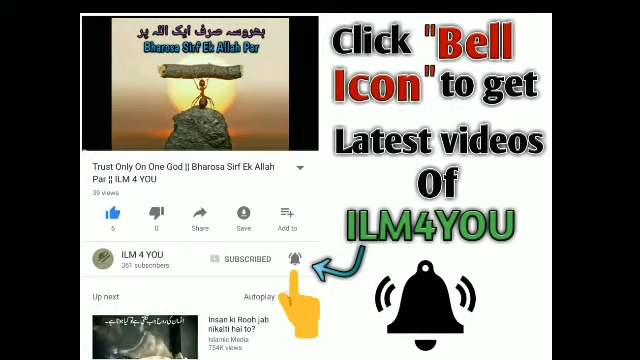 بھروسہ صرف ایک اللہ پر
Bharosa Sirf Ek Allah Par
Trust Only On One God || Bharosa Sirf Ek Allah
Par || ILM 4 YOU
39 views
6
0
Share
Save
Add to
ILM 4 YOU
361 subscribers
SUBSCRIBED
Up next
Autoplay
Insan ki Rooh jab
nikalti hai to?
Islamic Media
754K views
Click "Bell
Icon" to get
Latest videos
Of
ILM4YOU